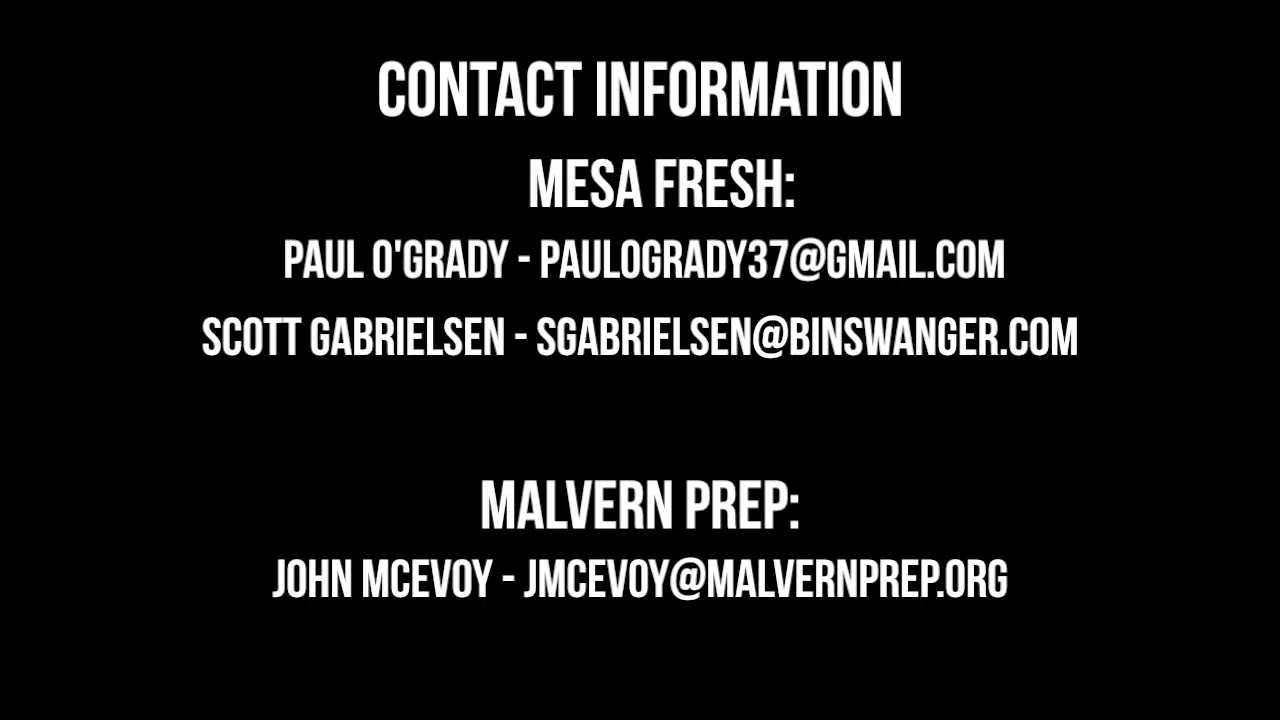 CONTACT INFORMATION
MESA FRESH:
PAUL O'GRADY - PAULOGRADY37@GMAIL.COM
SCOTT GABRIELSEN - SGABRIELSEN@BINSWANGER.COM
MALVERN PREP:
JOHN MCEVOY - JMCEVOY@MALVERNPREP.ORG